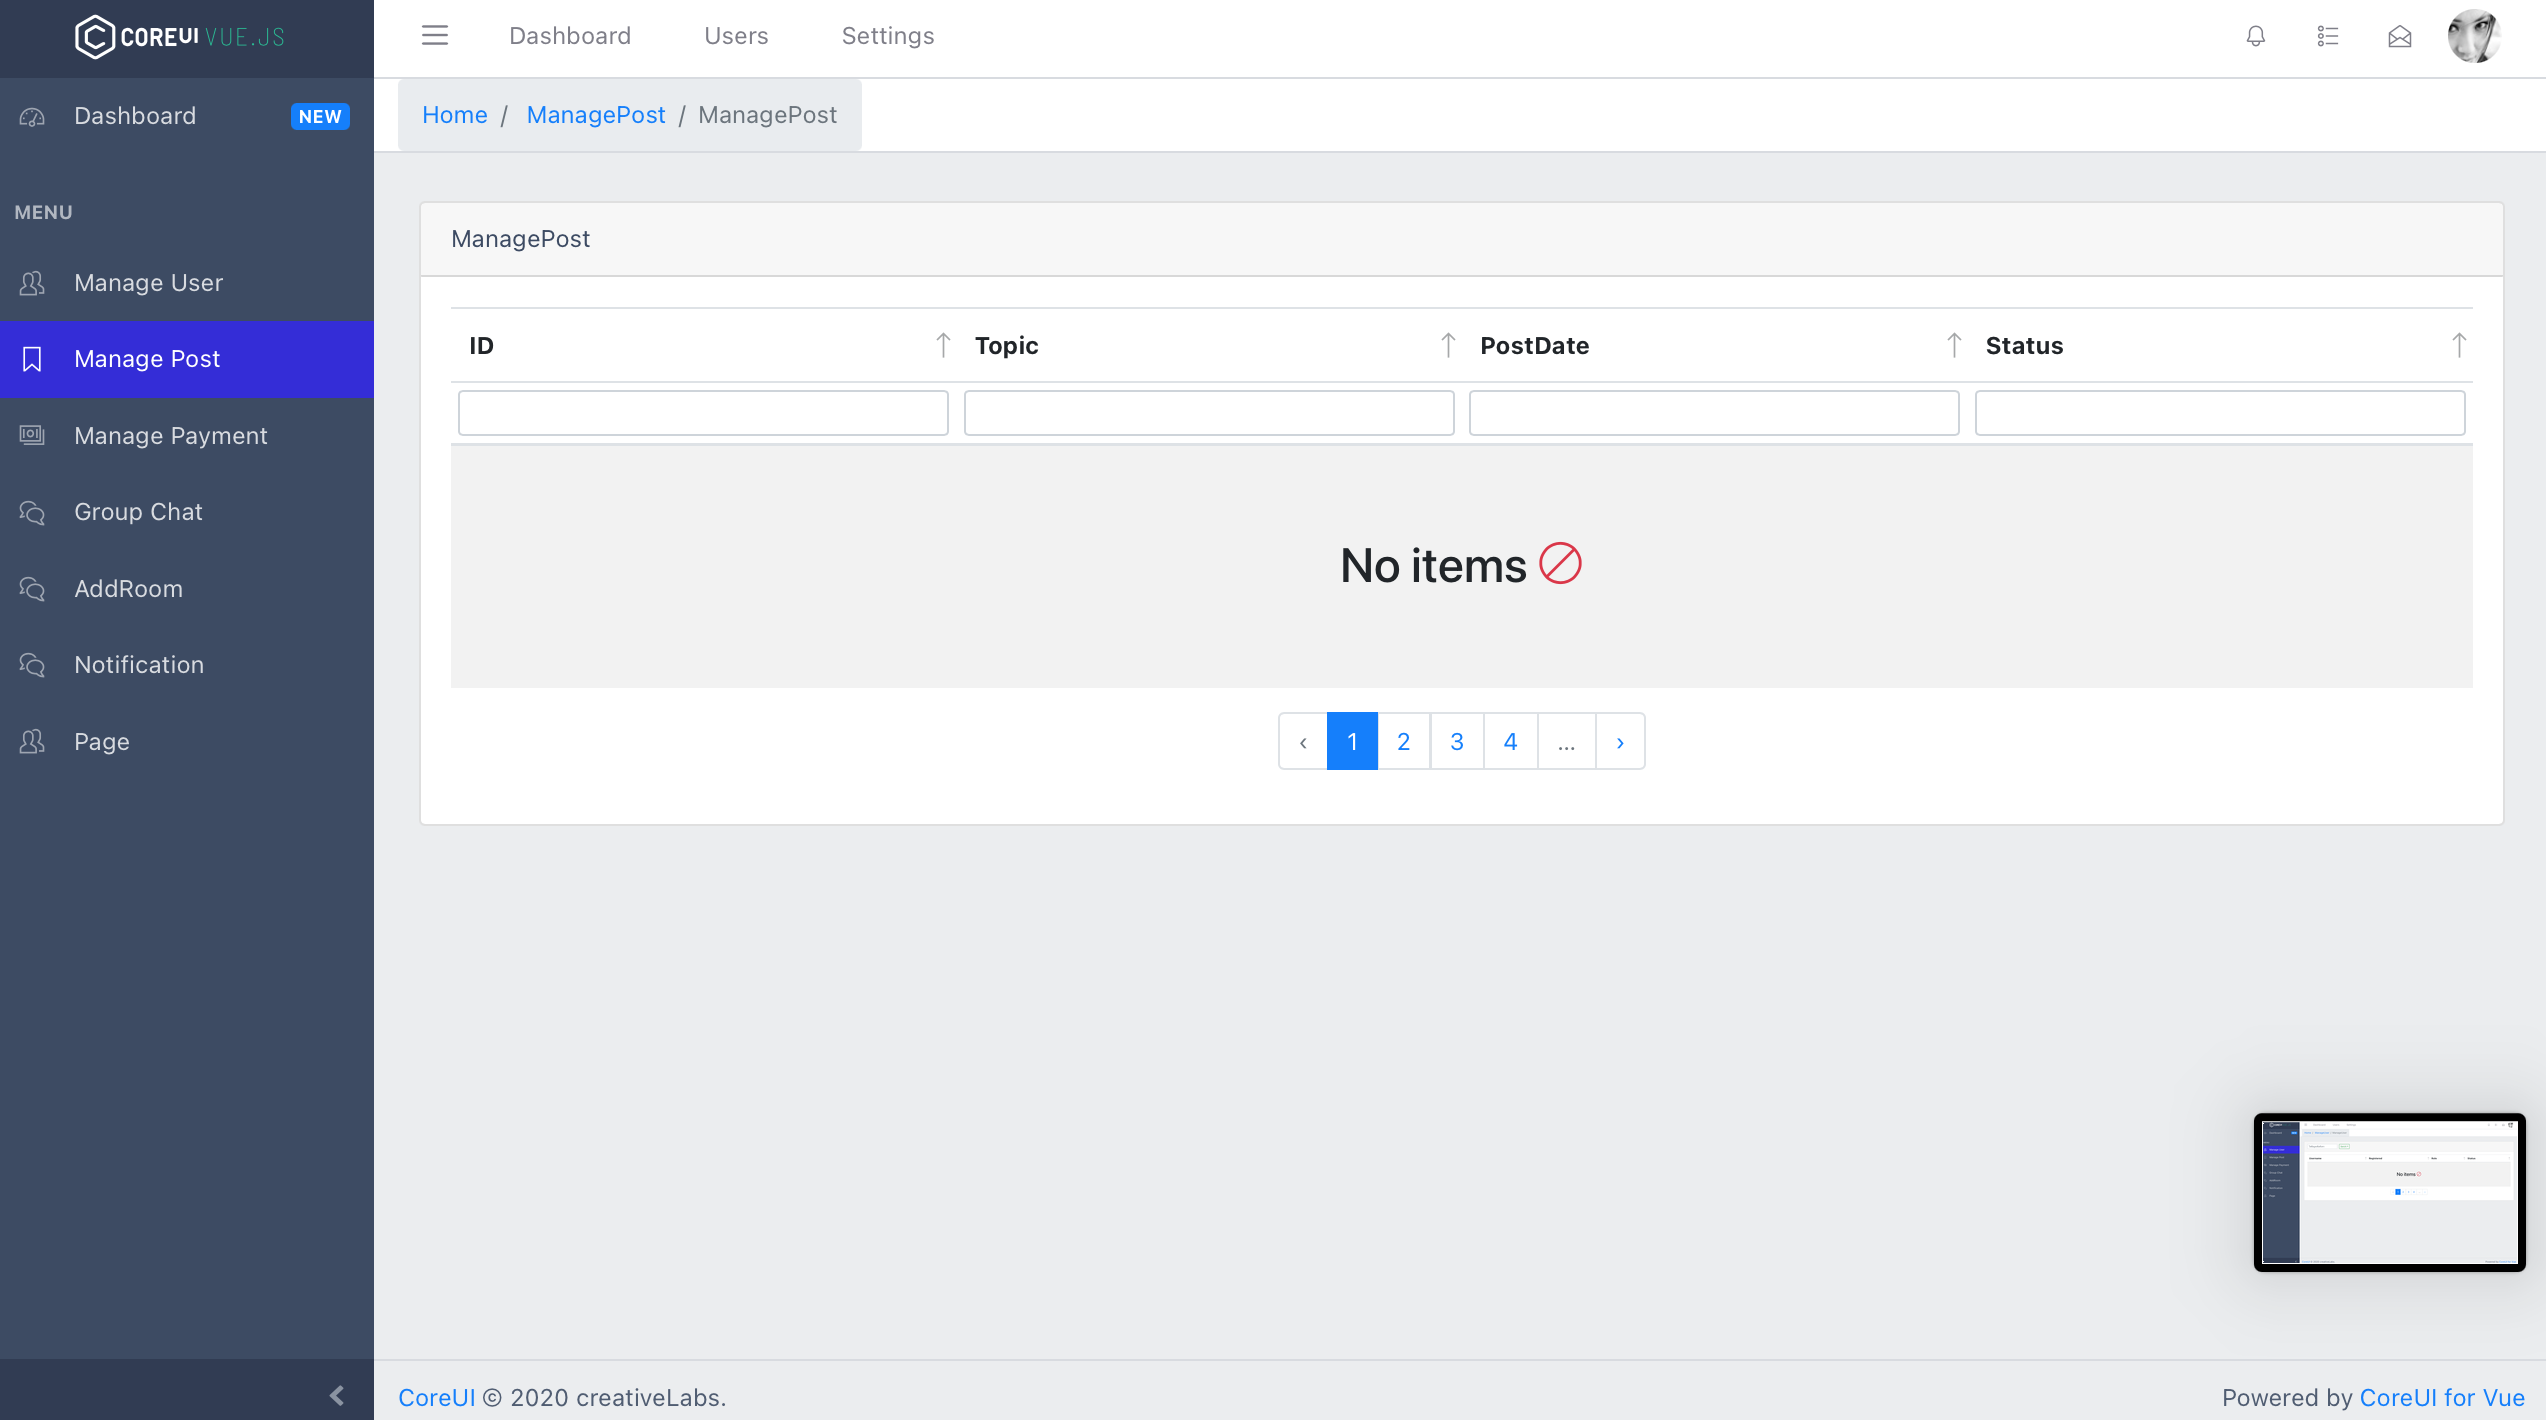 COREUI VUE.JS
Dashboard Users Settings
Dashboard NEW
Home / ManagePost / ManagePost
MENU
Manage User
Manage Post
Manage Payment
Group Chat
AddRoom
Notification
Page
ManagePost
ID Topic PostDate Status
No items
‹ 1 2 3 4 ... ›
No items
CoreUI © 2020 creativeLabs.
Powered by CoreUI for Vue